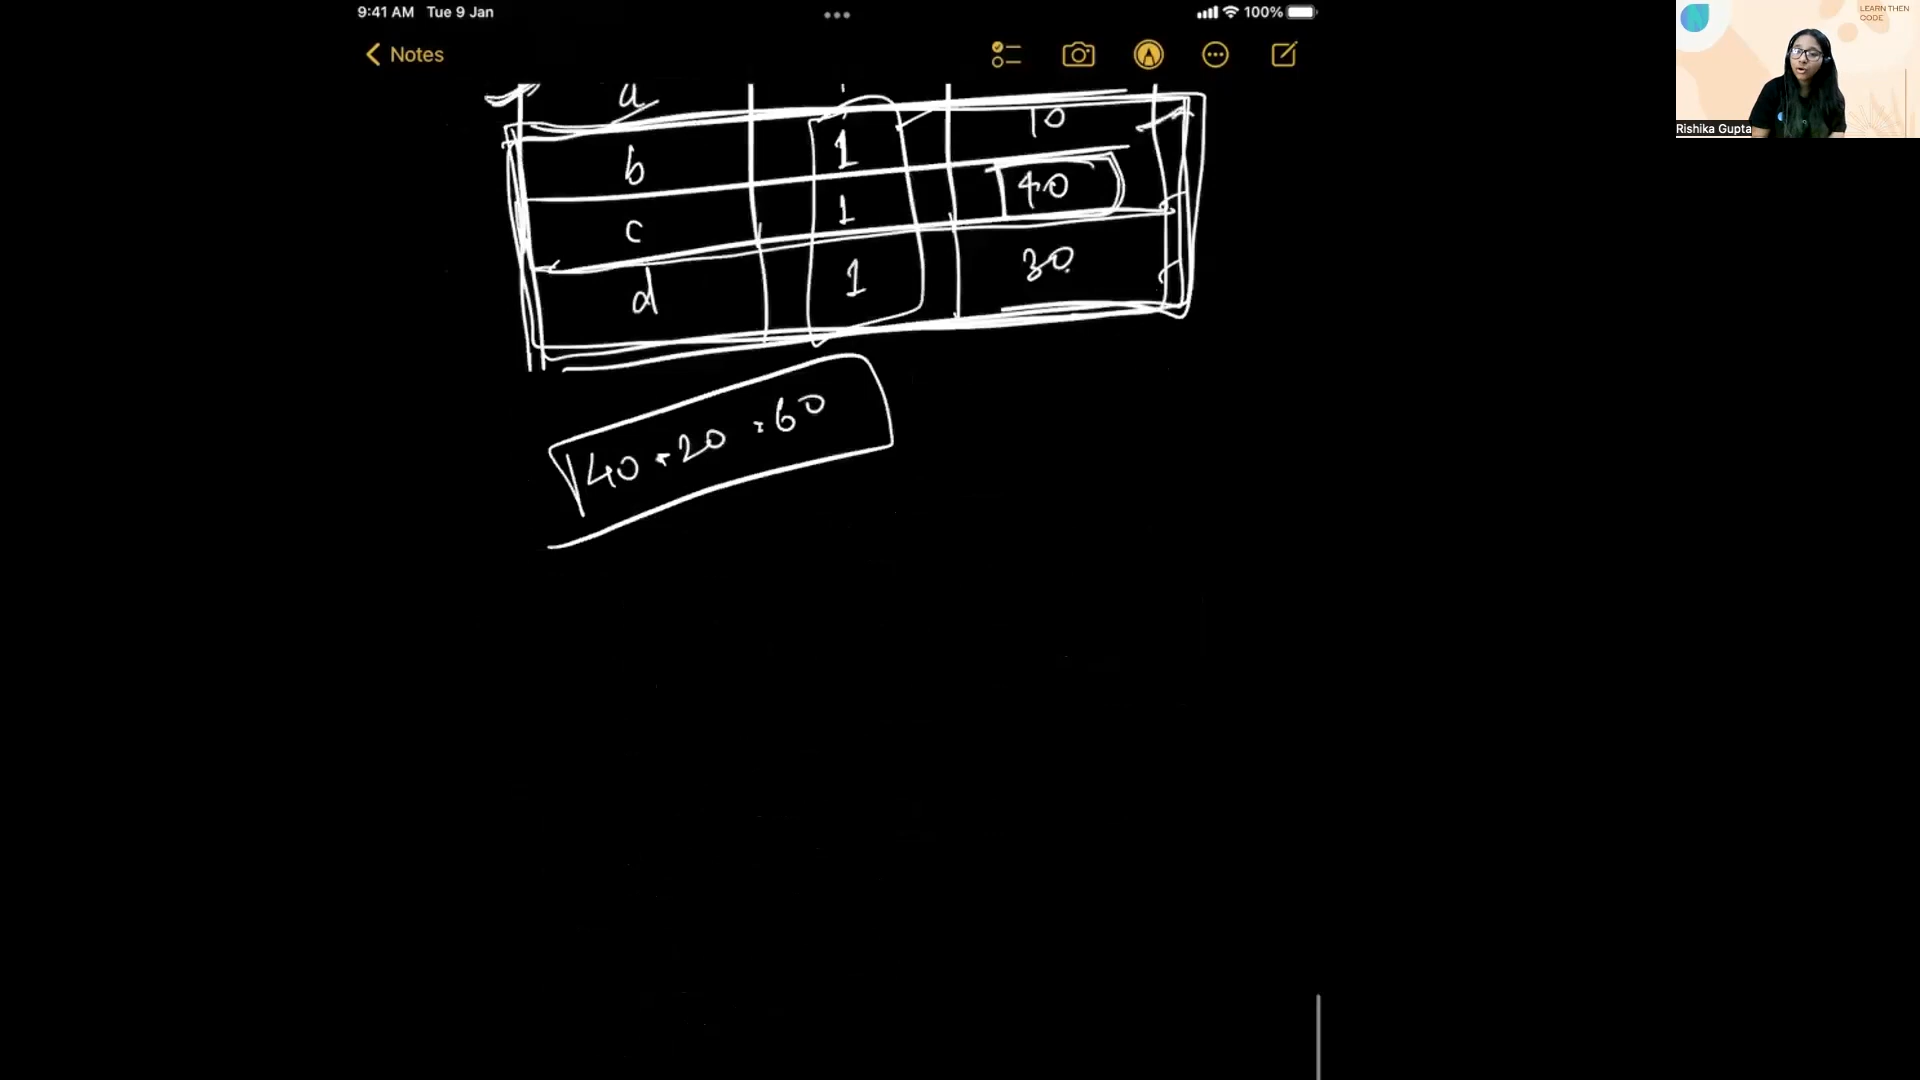 9:41 AM Tue 9 Jan
100%
Notes
LEARN THEN
CODE
Rishika Gupta
a
b 1 10
c 1 40
d 1 30
40 + 20 = 60